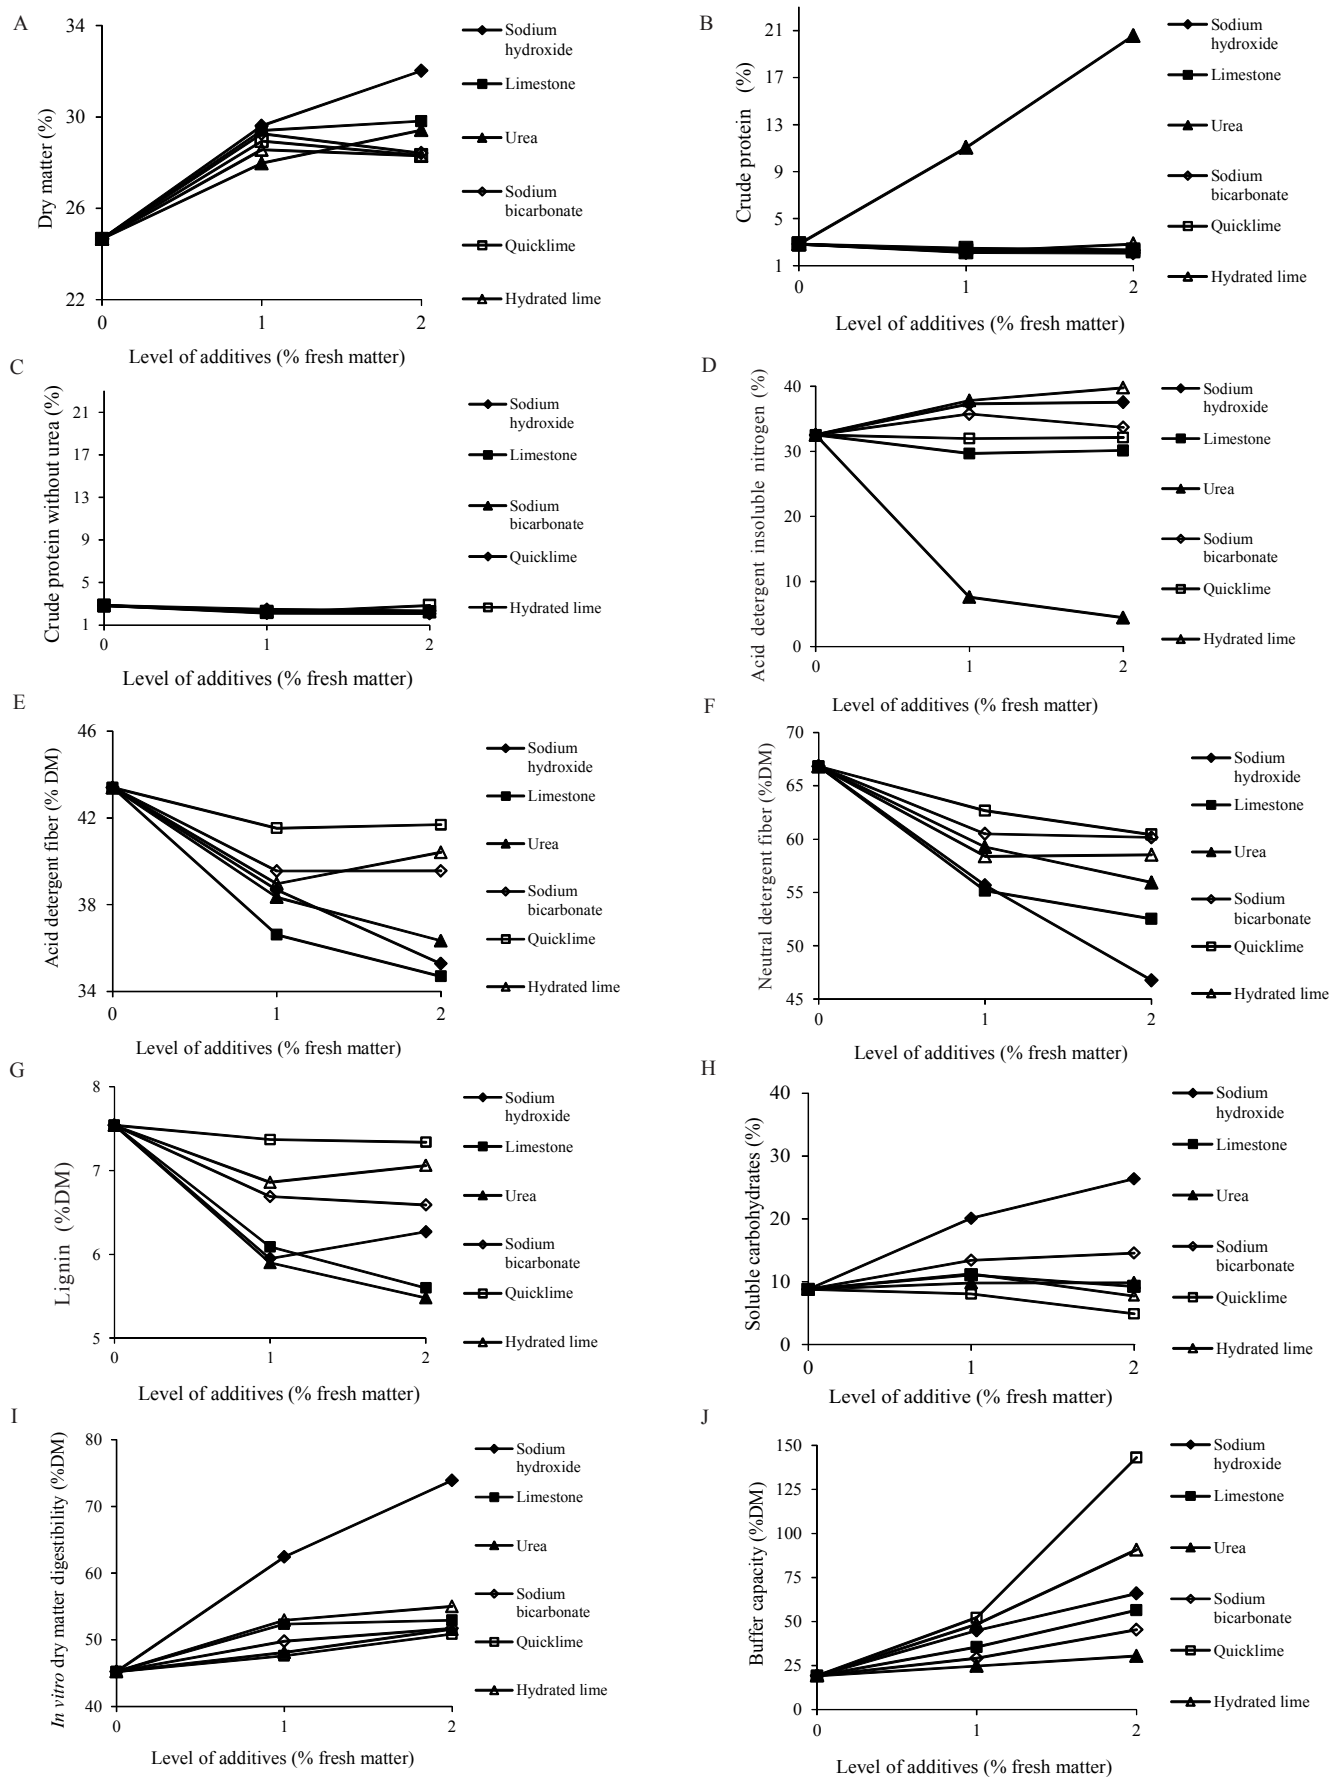 A
34
30
26
22
Dry matter (%)
0
1
2
Level of additives (% fresh matter)
Sodium
hydroxide
Limestone
Urea
Sodium
bicarbonate
Quicklime
Hydrated lime
B
21
17
13
9
5
1
Crude protein (%)
0
1
2
Level of additives (% fresh matter)
Sodium
hydroxide
Limestone
Urea
Sodium
bicarbonate
Quicklime
Hydrated lime
C
21
17
13
9
5
1
Crude protein without urea (%)
0
1
2
Level of additives (% fresh matter)
Sodium
hydroxide
Limestone
Sodium
bicarbonate
Quicklime
Hydrated lime
D
40
30
20
10
0
Acid detergent insoluble nitrogen (%)
0
1
2
Level of additives (% fresh matter)
Sodium
hydroxide
Limestone
Urea
Sodium
bicarbonate
Quicklime
Hydrated lime
E
46
42
38
34
Acid detergent fiber (% DM)
0
1
2
Level of additives (% fresh matter)
Sodium
hydroxide
Limestone
Urea
Sodium
bicarbonate
Quicklime
Hydrated lime
F
70
65
60
55
50
45
Neutral detergent fiber (%DM)
0
1
2
Level of additives (% fresh matter)
Sodium
hydroxide
Limestone
Urea
Sodium
bicarbonate
Quicklime
Hydrated lime
G
8
7
6
5
Lignin (%DM)
0
1
2
Level of additives (% fresh matter)
Sodium
hydroxide
Limestone
Urea
Sodium
bicarbonate
Quicklime
Hydrated lime
H
40
30
20
10
0
Soluble carbohydrates (%)
0
1
2
Level of additive (% fresh matter)
Sodium
hydroxide
Limestone
Urea
Sodium
bicarbonate
Quicklime
Hydrated lime
I
80
70
60
50
40
In vitro dry matter digestibility (%DM)
0
1
2
Level of additives (% fresh matter)
Sodium
hydroxide
Limestone
Urea
Sodium
bicarbonate
Quicklime
Hydrated lime
J
150
125
100
75
50
25
0
Buffer capacity (%DM)
0
1
2
Level of additives (% fresh matter)
Sodium
hydroxide
Limestone
Urea
Sodium
bicarbonate
Quicklime
Hydrated lime